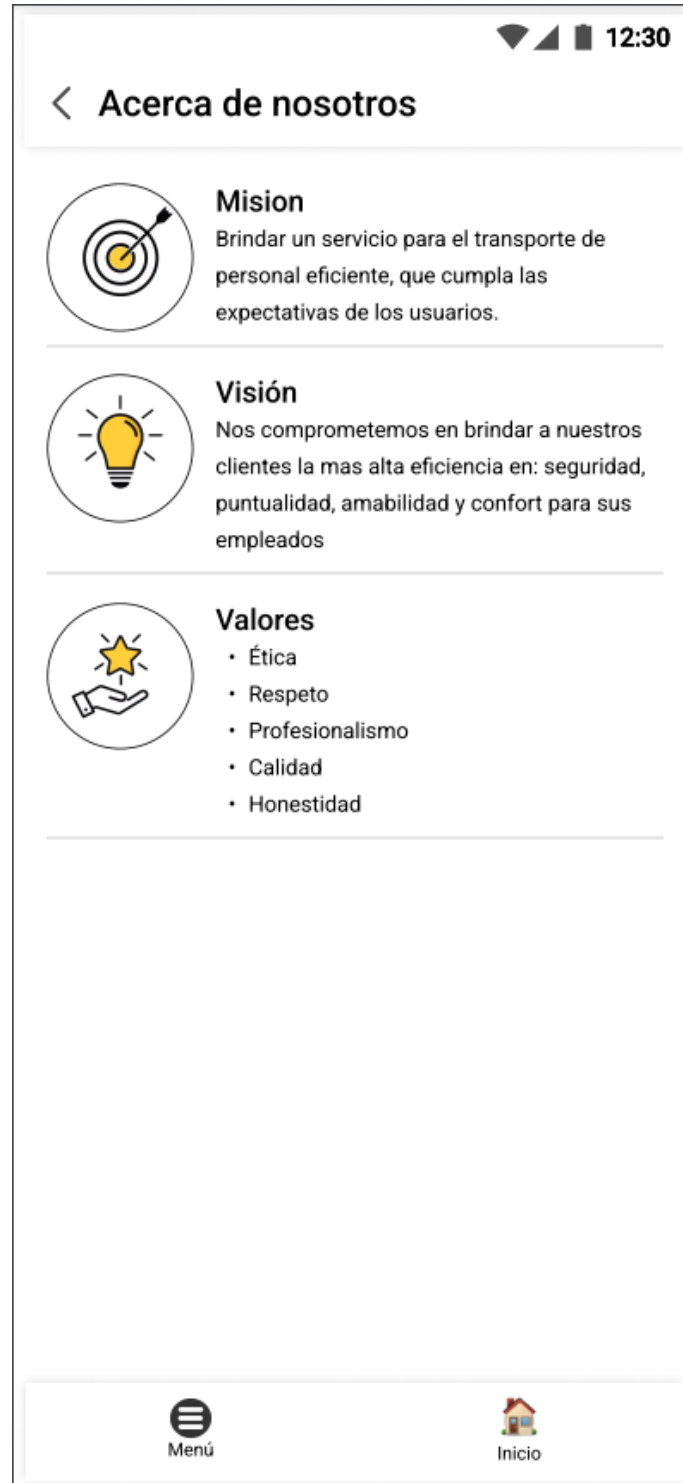 12:30
Acerca de nosotros
Mision
Brindar un servicio para el transporte de
personal eficiente, que cumpla las
expectativas de los usuarios.
Visión
Nos comprometemos en brindar a nuestros
clientes la mas alta eficiencia en: seguridad,
puntualidad, amabilidad y confort para sus
empleados
Valores
• Ética
• Respeto
• Profesionalismo
• Calidad
• Honestidad
Menú
Inicio